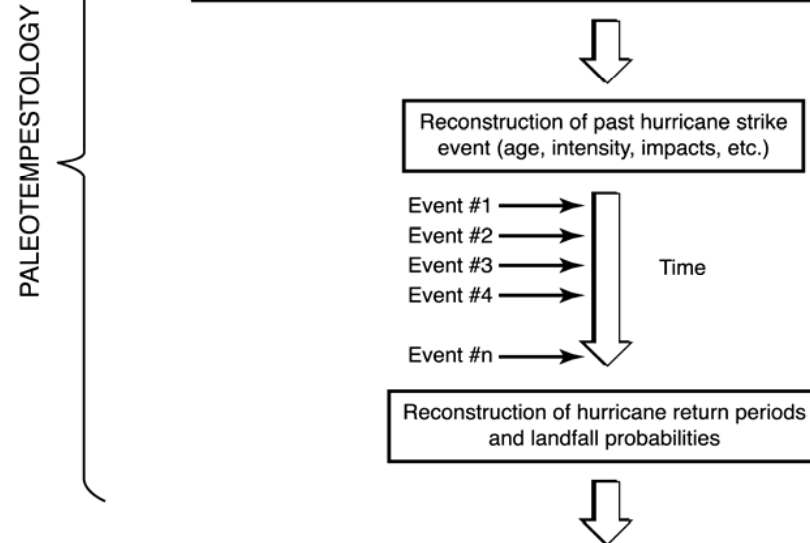 PALEOTEMPESTOLOGY
Reconstruction of past hurricane strike
event (age, intensity, impacts, etc.)
Event #1
Event #2
Event #3
Event #4
Time
Event #n
Reconstruction of hurricane return periods
and landfall probabilities